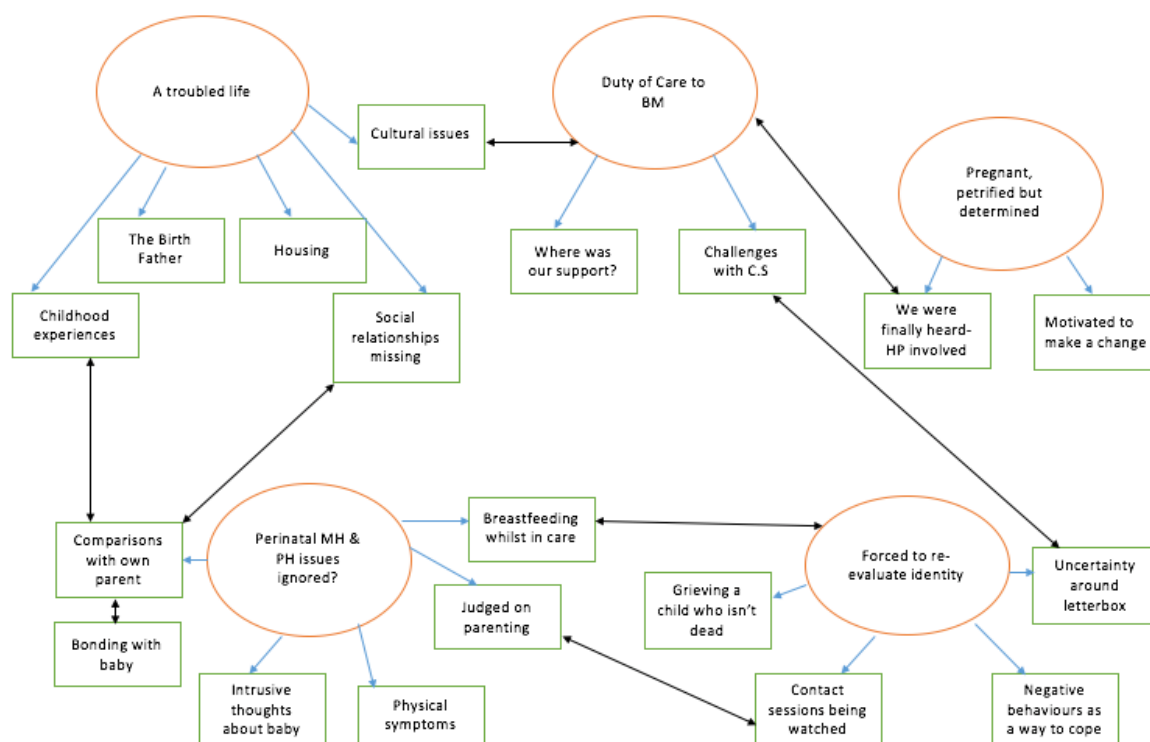 A troubled life
Duty of Care to
BM
Cultural issues
Pregnant,
petrified but
determined
The Birth
Father
Housing
Where was
our support?
Challenges
with C.S
Childhood
experiences
Social
relationships
missing
We were
finally heard-
HP involved
Motivated to
make a change
Perinatal MH &
PH issues
ignored?
Breastfeeding
whilst in care
Comparisons
with own
parent
Forced to re-
evaluate identity
Uncertainty
around
letterbox
Grieving a
child who isn't
dead
Judged on
parenting
Bonding with
baby
Intrusive
thoughts
about baby
Physical
symptoms
Contact
sessions being
watched
Negative
behaviours as
a way to cope